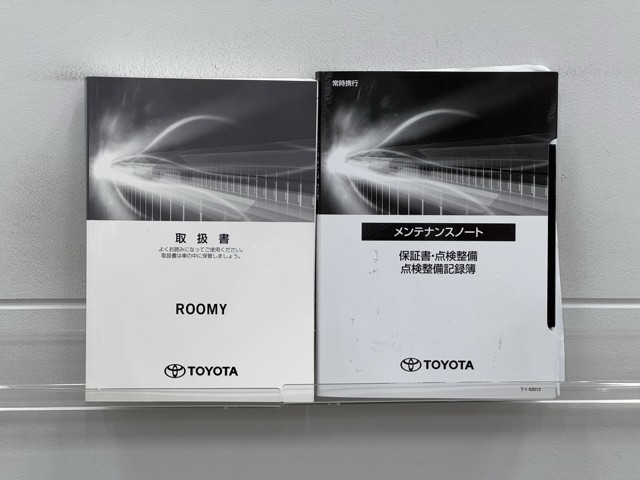 取扱書
よくお読みになってご使用ください。
取扱書は車の中に保管しましょう。
ROOMY
TOYOTA
常時携行
メンテナンスノート
保証書・点検整備
点検整備記録簿
TOYOTA